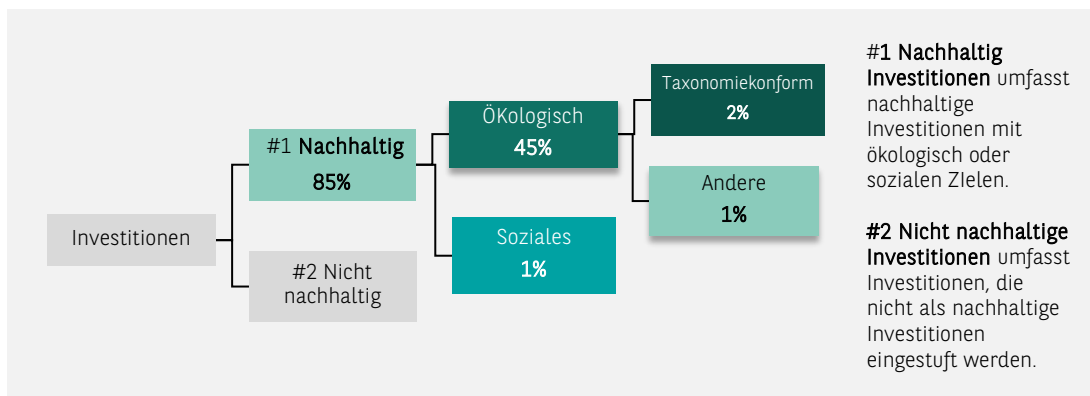 Investitionen
#1 Nachhaltig
85%
#2 Nicht
nachhaltig
ÖKologisch
45%
Soziales
1%
Taxonomiekonform
2%
Andere
1%
#1 Nachhaltig
Investitionen umfasst
nachhaltige
Investitionen mit
ökologisch oder
sozialen ZIelen.
#2 Nicht nachhaltige
Investitionen umfasst
Investitionen, die
nicht als nachhaltige
Investitionen
eingestuft werden.